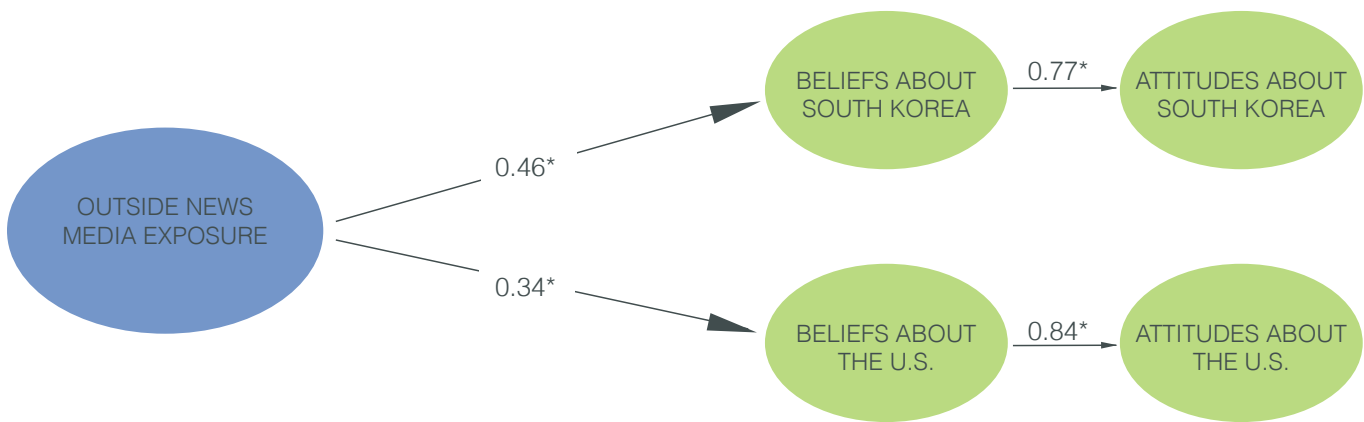 OUTSIDE NEWS
MEDIA EXPOSURE
0.46*
0.34*
BELIEFS ABOUT
SOUTH KOREA
0.77*
ATTITUDES ABOUT
SOUTH KOREA
BELIEFS ABOUT
THE U.S.
0.84*
ATTITUDES ABOUT
THE U.S.